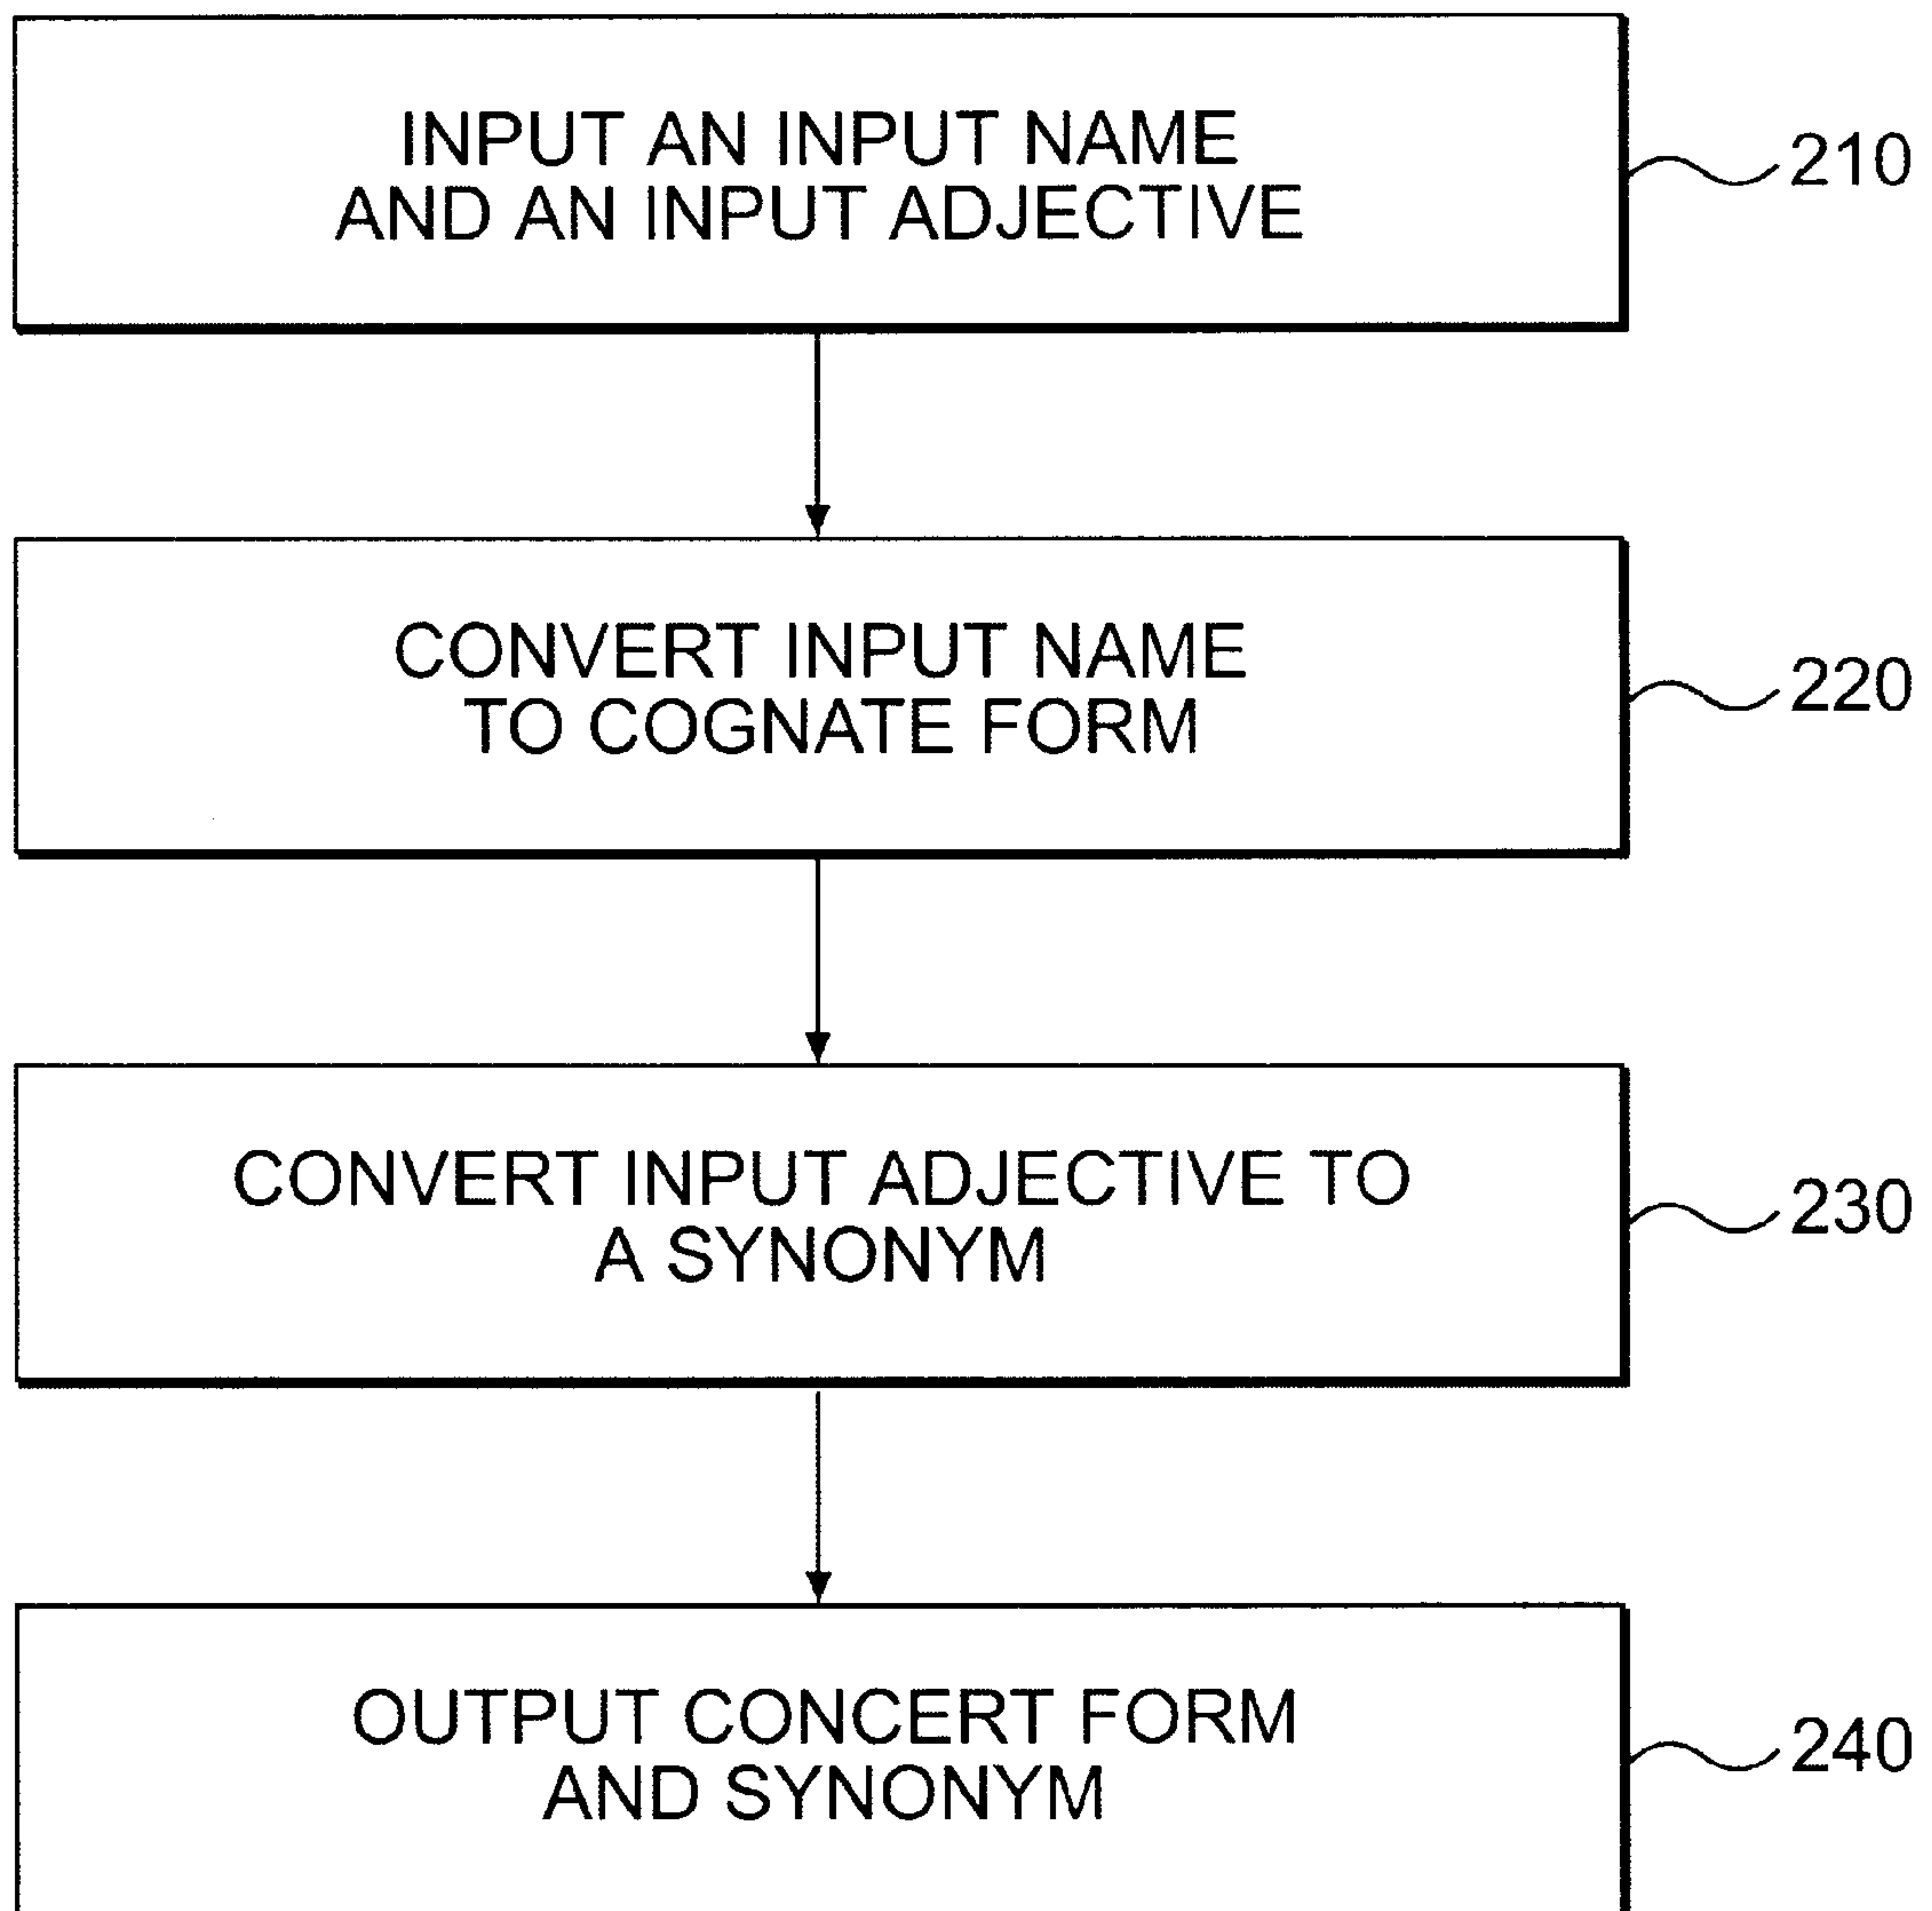 INPUT AN INPUT NAME
AND AN INPUT ADJECTIVE
210
CONVERT INPUT NAME
TO COGNATE FORM
220
CONVERT INPUT ADJECTIVE TO
A SYNONYM
230
OUTPUT CONCERT FORM
AND SYNONYM
240